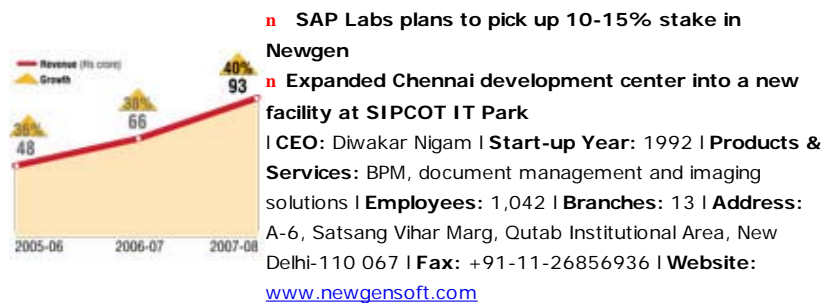 Revenue (Rs crore)
Growth
36%
48
38%
66
40%
93
2005-06 2006-07 2007-08
n SAP Labs plans to pick up 10-15% stake in
Newgen
n Expanded Chennai development center into a new
facility at SIPCOT IT Park
l CEO: Diwakar Nigam l Start-up Year: 1992 l Products &
Services: BPM, document management and imaging
solutions l Employees: 1,042 l Branches: 13 l Address:
A-6, Satsang Vihar Marg, Qutab Institutional Area, New
Delhi-110 067 l Fax: +91-11-26856936 l Website:
www.newgensoft.com